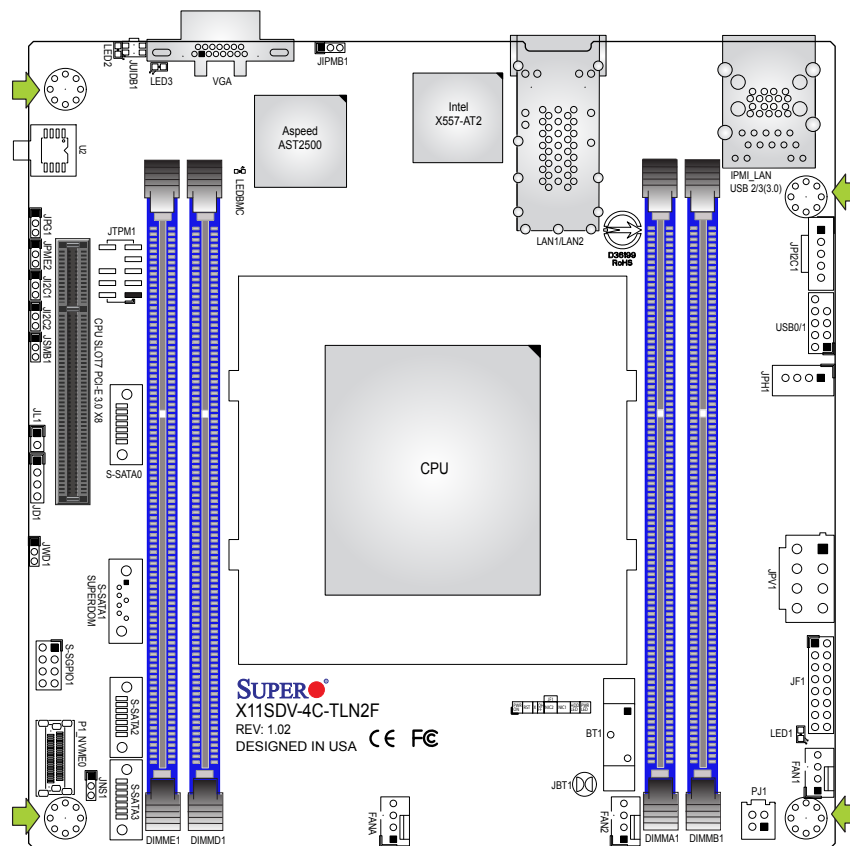 LED2
JUIDB1
LED3
VGA
JIPMB1
Aspeed
AST2500
Intel
X557-AT2
IPMI_LAN
USB 2/3(3.0)
U2
LEDBMC
LAN1/LAN2
D36199
RoHS
JPI2C1
JPG1
JPME2
JI2C1
JI2C2
JSMB1
JTPM1
CPU SLOT7 PCI-E 3.0 X8
USB0/1
JPH1
JL1
JD1
S-SATA0
CPU
JWD1
S-SATA1
SUPERDOM
JPV1
S-SGPIO1
SUPER
X11SDV-4C-TLN2F
REV: 1.02
DESIGNED IN USA
CE FC
S-SATA2
P1_NVME0
JNS1
S-SATA3
BT1
JF1
LED1
JBT1
FAN1
PJ1
DIMME1
DIMMD1
FANA
FAN2
DIMMA1
DIMMB1